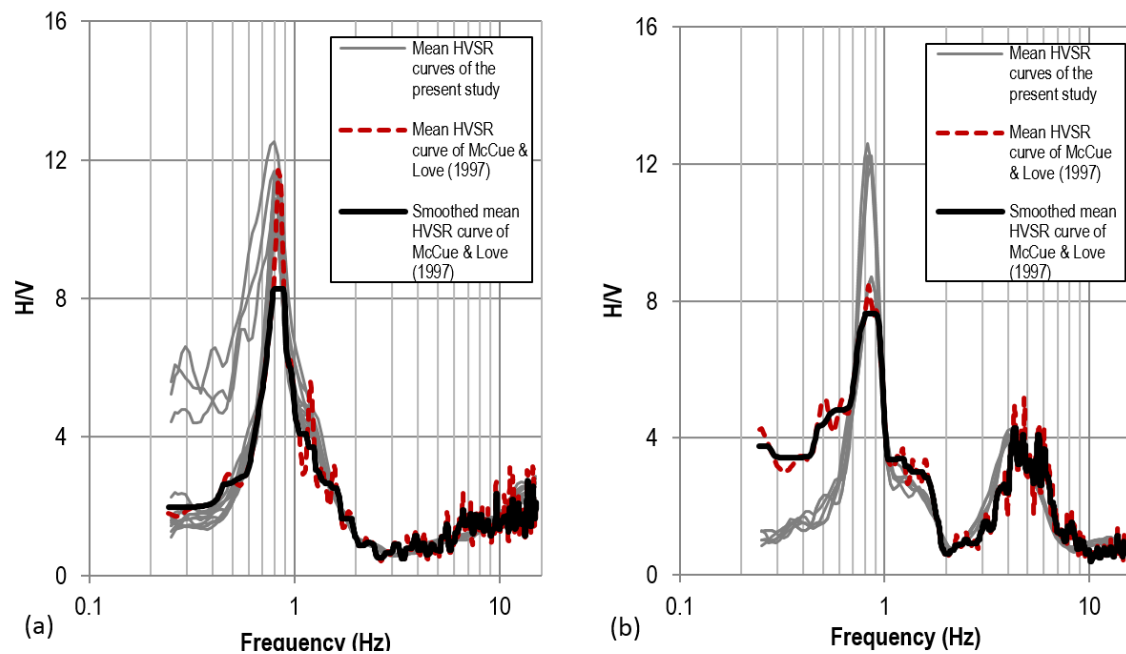 16
12
8
4
0
0.1
1
10
H/V
Frequency (Hz)
(a)
Mean HVSR
curves of the
present study
Mean HVSR
curve of McCue &
Love (1997)
Smoothed mean
HVSR curve of
McCue & Love
(1997)
16
12
8
4
0
0.1
1
10
H/V
Frequency (Hz)
(b)
Mean HVSR
curves of the
present study
Mean HVSR
curve of McCue
& Love (1997)
Smoothed mean
HVSR curve of
McCue & Love
(1997)